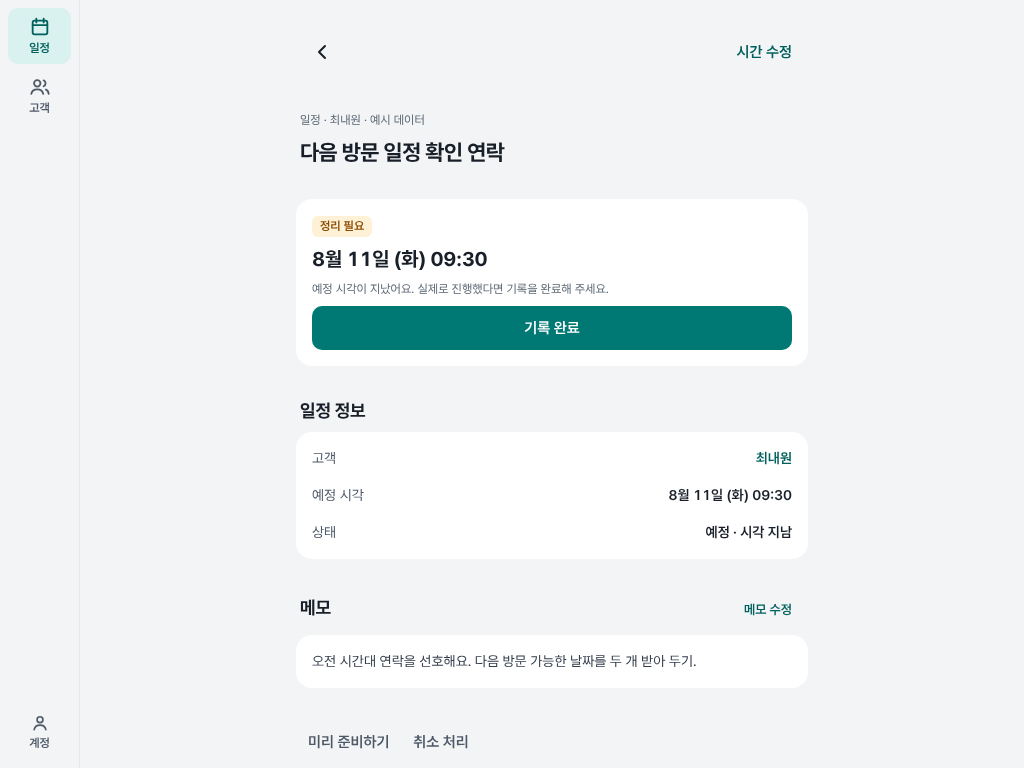 일정
고객
계정
시간 수정
일정 · 최내원 · 예시 데이터
다음 방문 일정 확인 연락
정리 필요
8월 11일 (화) 09:30
예정 시각이 지났어요. 실제로 진행했다면 기록을 완료해 주세요.
기록 완료
일정 정보
고객 최내원
예정 시각 8월 11일 (화) 09:30
상태 예정 · 시각 지남
메모 메모 수정
오전 시간대 연락을 선호해요. 다음 방문 가능한 날짜를 두 개 받아 두기.
미리 준비하기 취소 처리